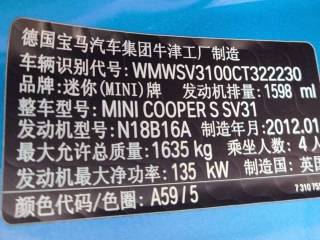 德国宝马汽车集团牛津工厂制造
车辆识别代号: WMWSV3100CT322230
品牌: 迷你(MINI)牌 发动机排量: 1598 ml
整车型号: MINI COOPER S SV31
发动机型号: N18B16A 制造年月: 2012.01
最大允许总质量: 1635 kg 乘坐人数: 4 人
发动机最大净功率: 135 kW 制造国: 英国
颜色代码/色圈: A59 / 5
7 310 755